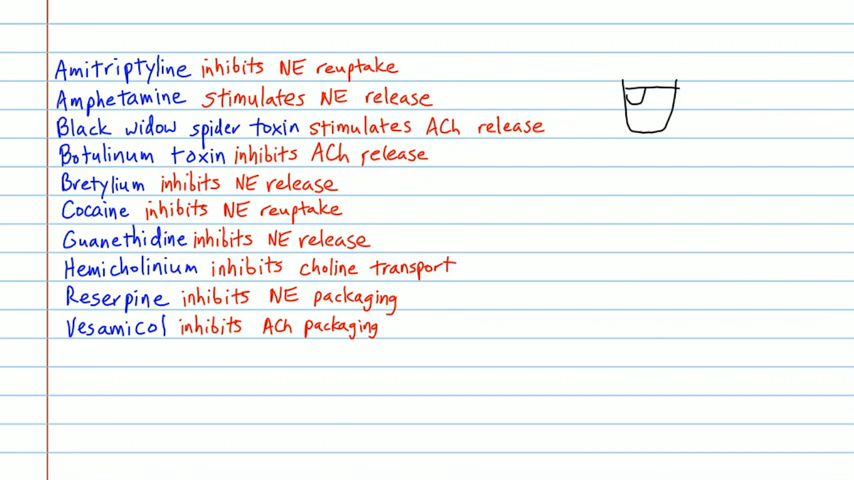 Amitriptyline inhibits NE reuptake
Amphetamine stimulates NE release
Black widow spider toxin stimulates ACh release
Botulinum toxin inhibits ACh release
Bretylium inhibits NE release
Cocaine inhibits NE reuptake
Guanethidine inhibits NE release
Hemicholinium inhibits choline transport
Reserpine inhibits NE packaging
Vesamicol inhibits ACh packaging